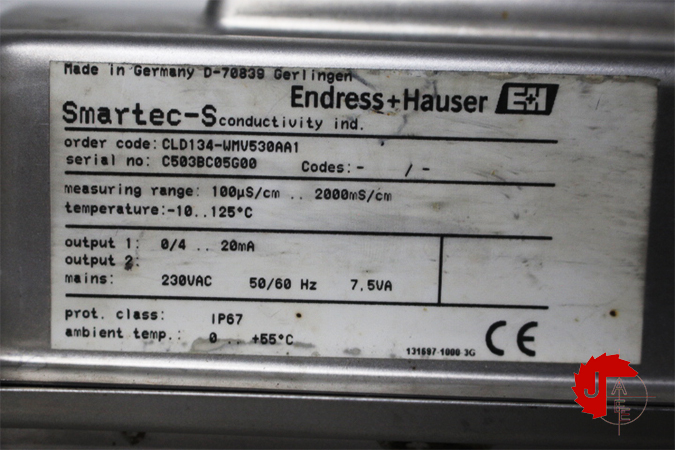 Made in Germany D-70839 Gerlingen
Endress+Hauser E+H
Smartec-S conductivity ind.
order code: CLD134-WMV530AA1
serial no: C503BC05G00 Codes: - / -
measuring range: 100µS/cm .. 2000mS/cm
temperature:-10..125°C
output 1: 0/4 .. 20mA
output 2:
mains: 230VAC 50/60 Hz 7.5VA
prot. class: IP67
ambient temp.: 0 .. +55°C
131697-1000 3G CE
J